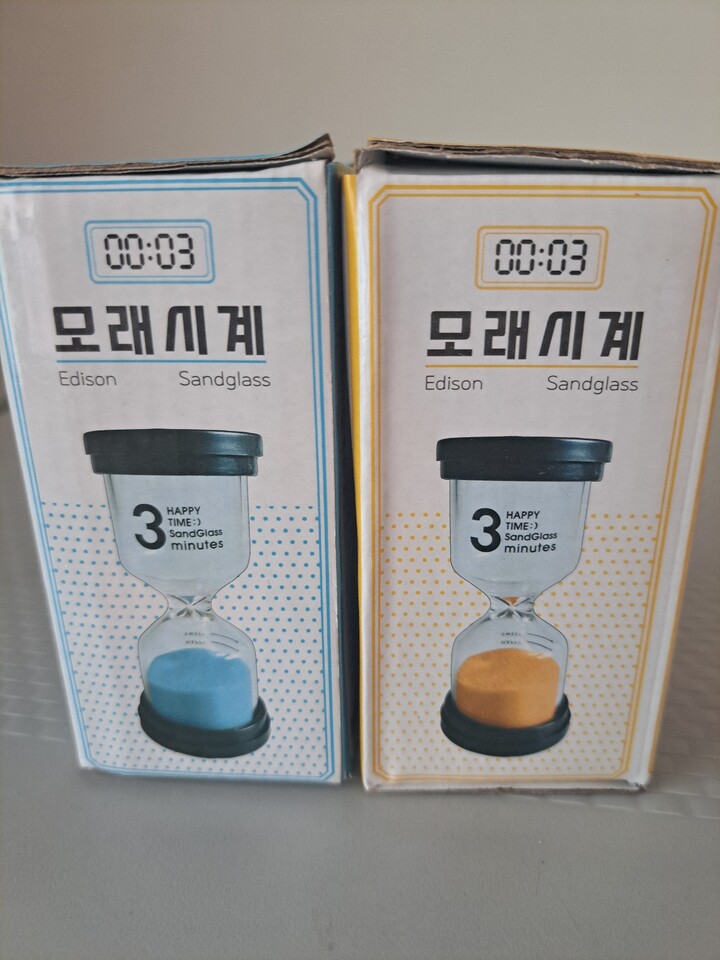 00:03
모래시계
Edison Sandglass
3 HAPPY
TIME:)
SandGlass
minutes
00:03
모래시계
Edison Sandglass
3 HAPPY
TIME:)
SandGlass
minutes